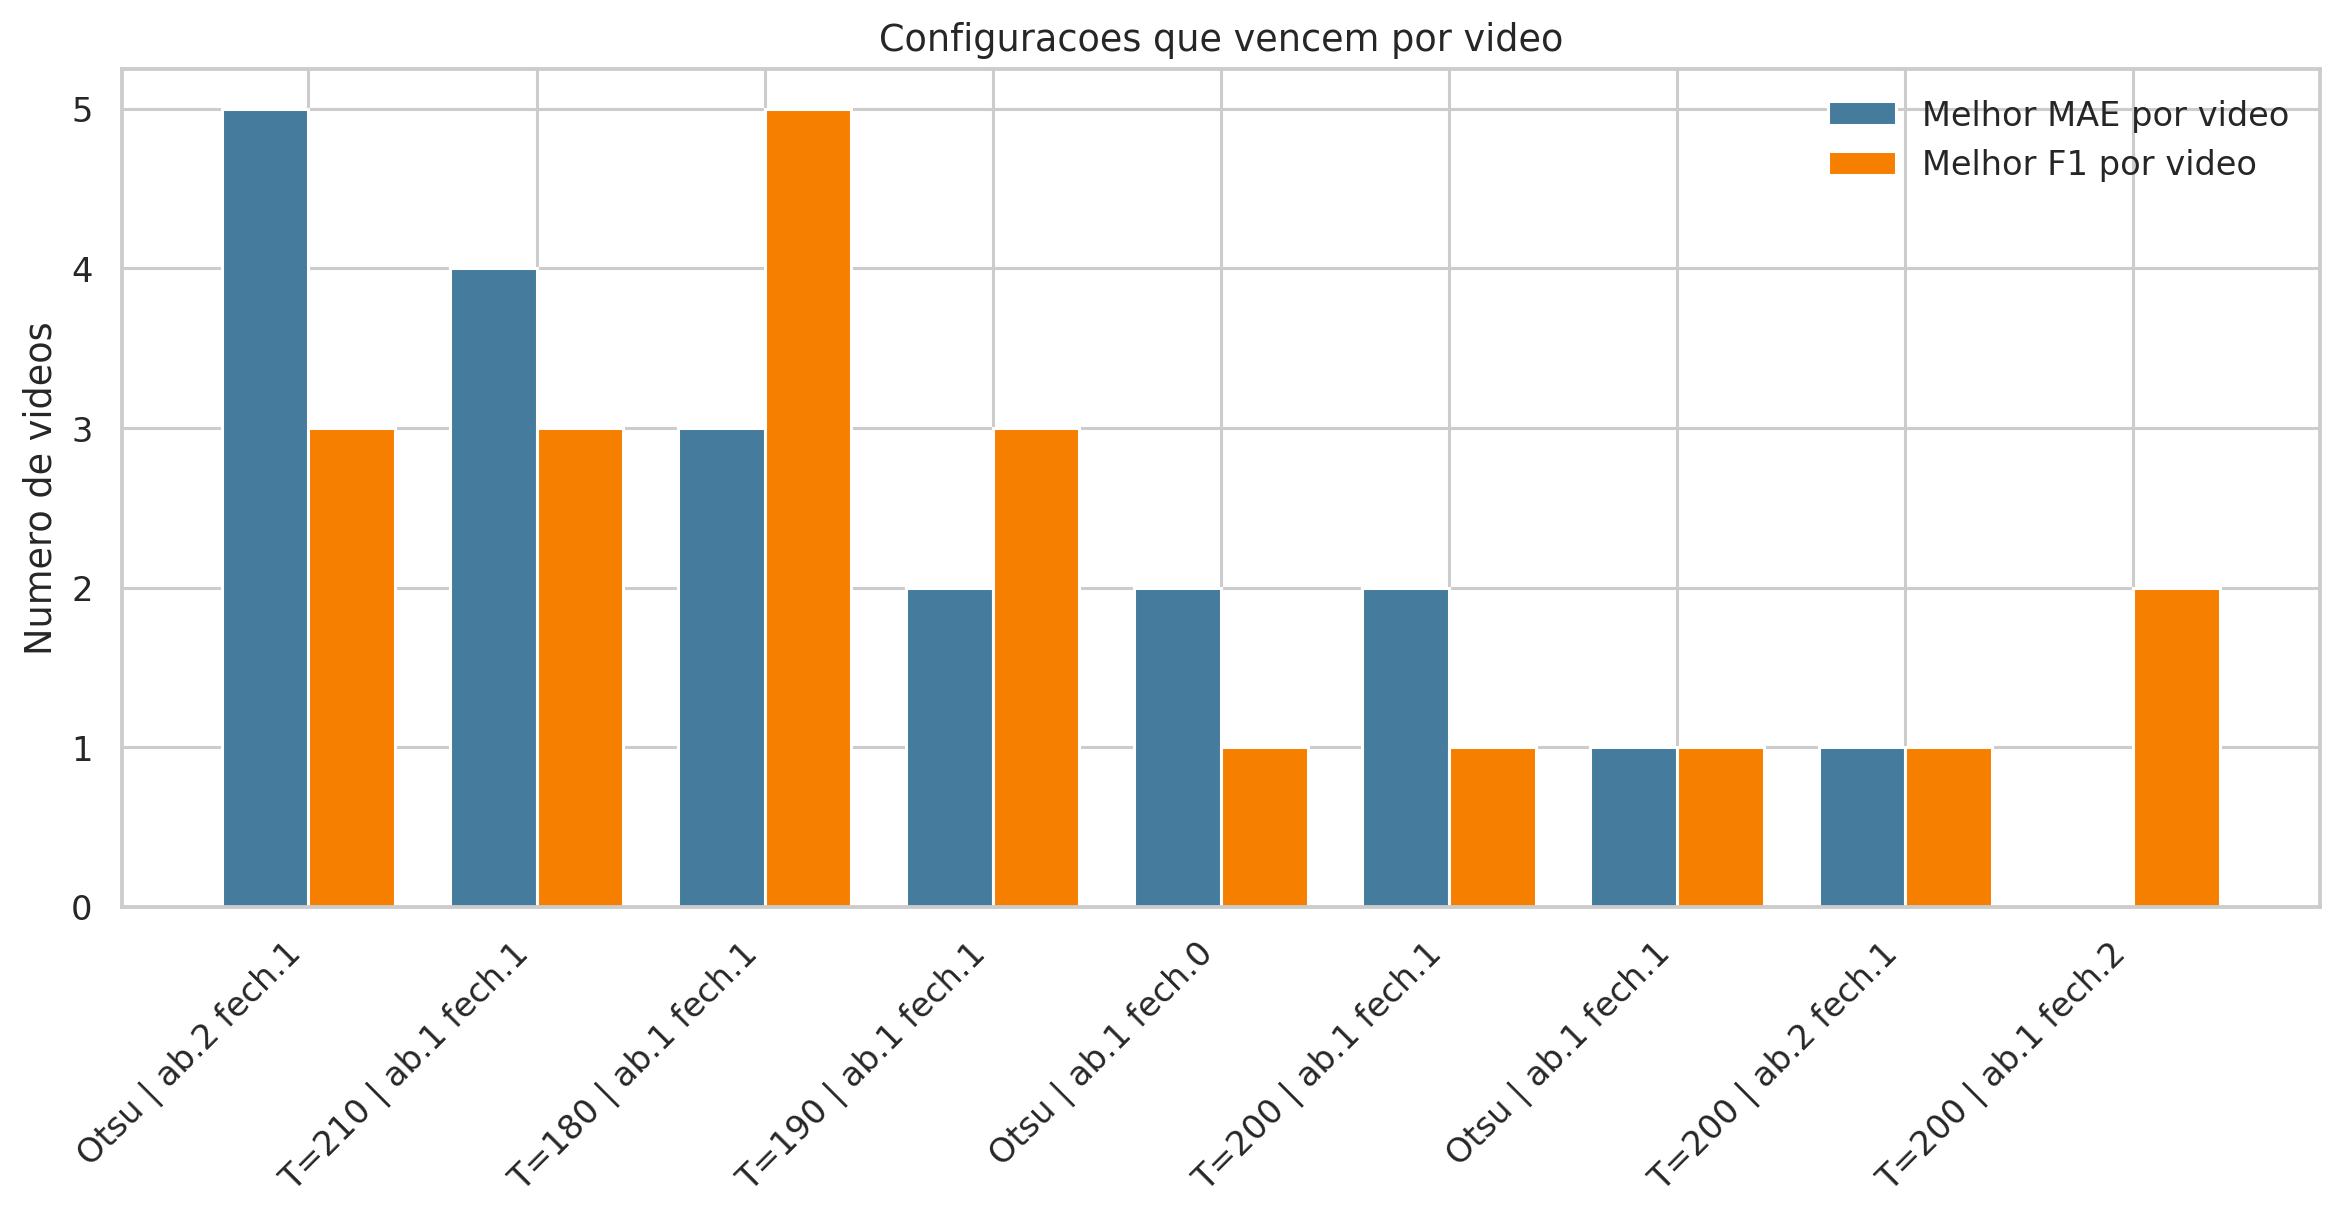 Configuracoes que vencem por video
Melhor MAE por video
Melhor F1 por video
Numero de videos
5
4
3
2
1
0
Otsu | ab.2 fech.1
T=210 | ab.1 fech.1
T=180 | ab.1 fech.1
T=190 | ab.1 fech.1
Otsu | ab.1 fech.0
T=200 | ab.1 fech.1
Otsu | ab.1 fech.1
T=200 | ab.2 fech.1
T=200 | ab.1 fech.2